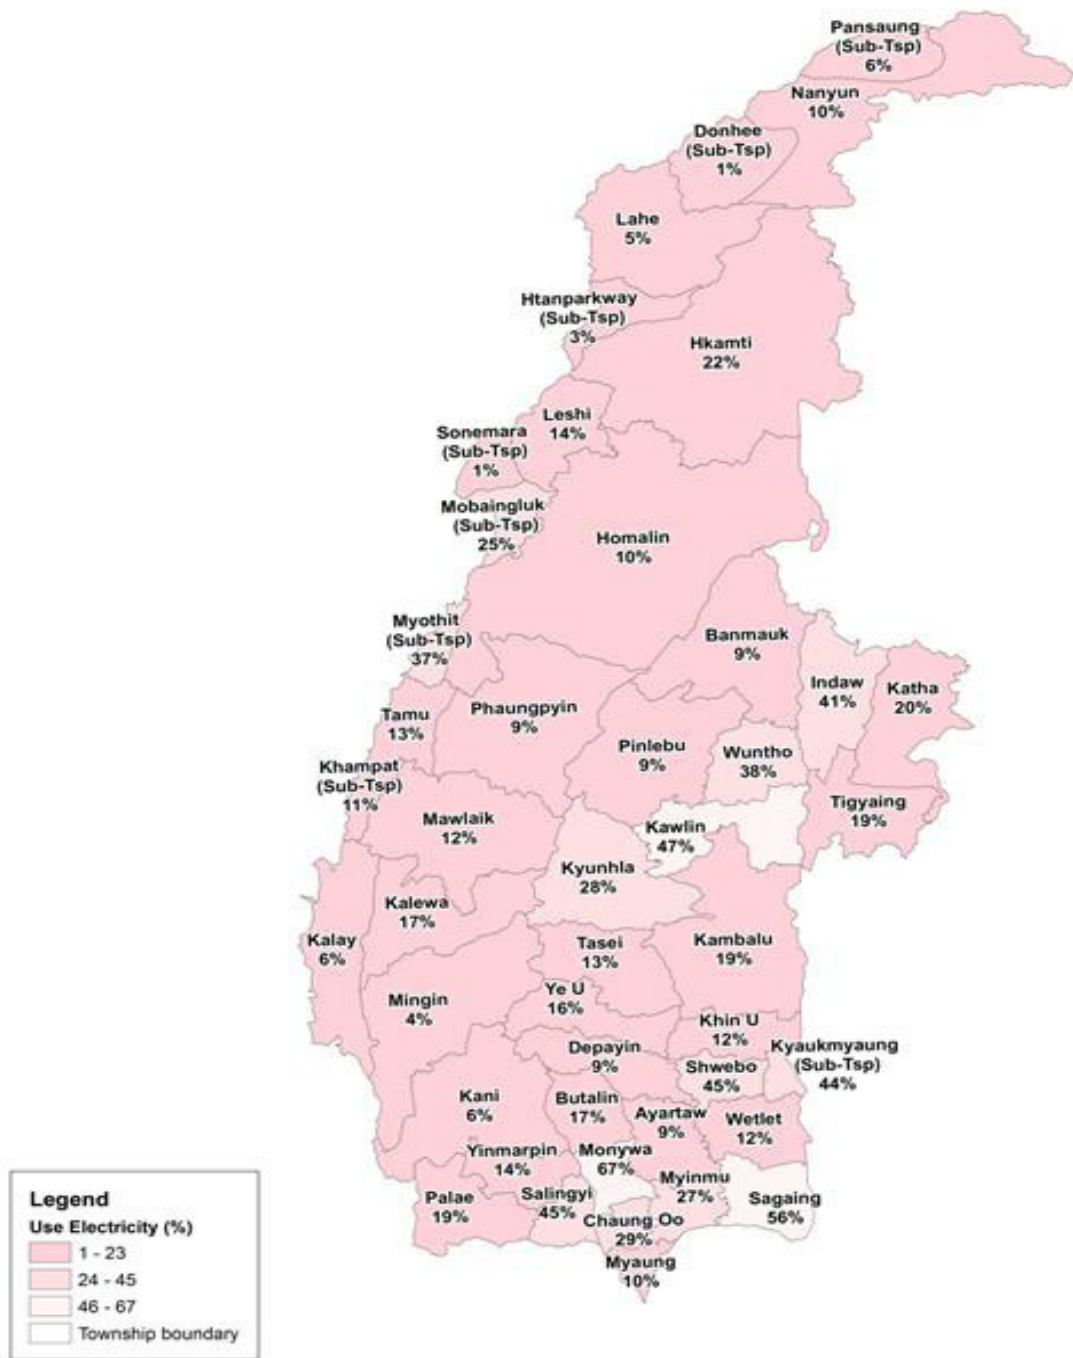 Pansaung
(Sub-Tsp)
6%
Nanyun
10%
Donhee
(Sub-Tsp)
1%
Lahe
5%
Htanparkway
(Sub-Tsp)
3%
Hkamti
22%
Leshi
14%
Sonemara
(Sub-Tsp)
1%
Mobaingluk
(Sub-Tsp)
25%
Homalin
10%
Myothit
(Sub-Tsp)
37%
Banmauk
9%
Indaw
41%
Katha
20%
Tamu
13%
Phaungpyin
9%
Pinlebu
9%
Wuntho
38%
Khampat
(Sub-Tsp)
11%
Mawlaik
12%
Kawlin
47%
Tigyaing
19%
Kyunhla
28%
Kalewa
17%
Kalay
6%
Tasei
13%
Kambalu
19%
Mingin
4%
Ye U
16%
Khin U
12%
Kyaukmyaung
(Sub-Tsp)
44%
Depayin
9%
Shwebo
45%
Kani
6%
Butalin
17%
Ayartaw
9%
Wetlet
12%
Yinmarpin
14%
Monywa
67%
Myinmu
27%
Sagaing
56%
Palae
19%
Salingyi
45%
Chaung Oo
29%
Myaung
10%
Legend
Use Electricity (%)
1 - 23
24 - 45
46 - 67
Township boundary